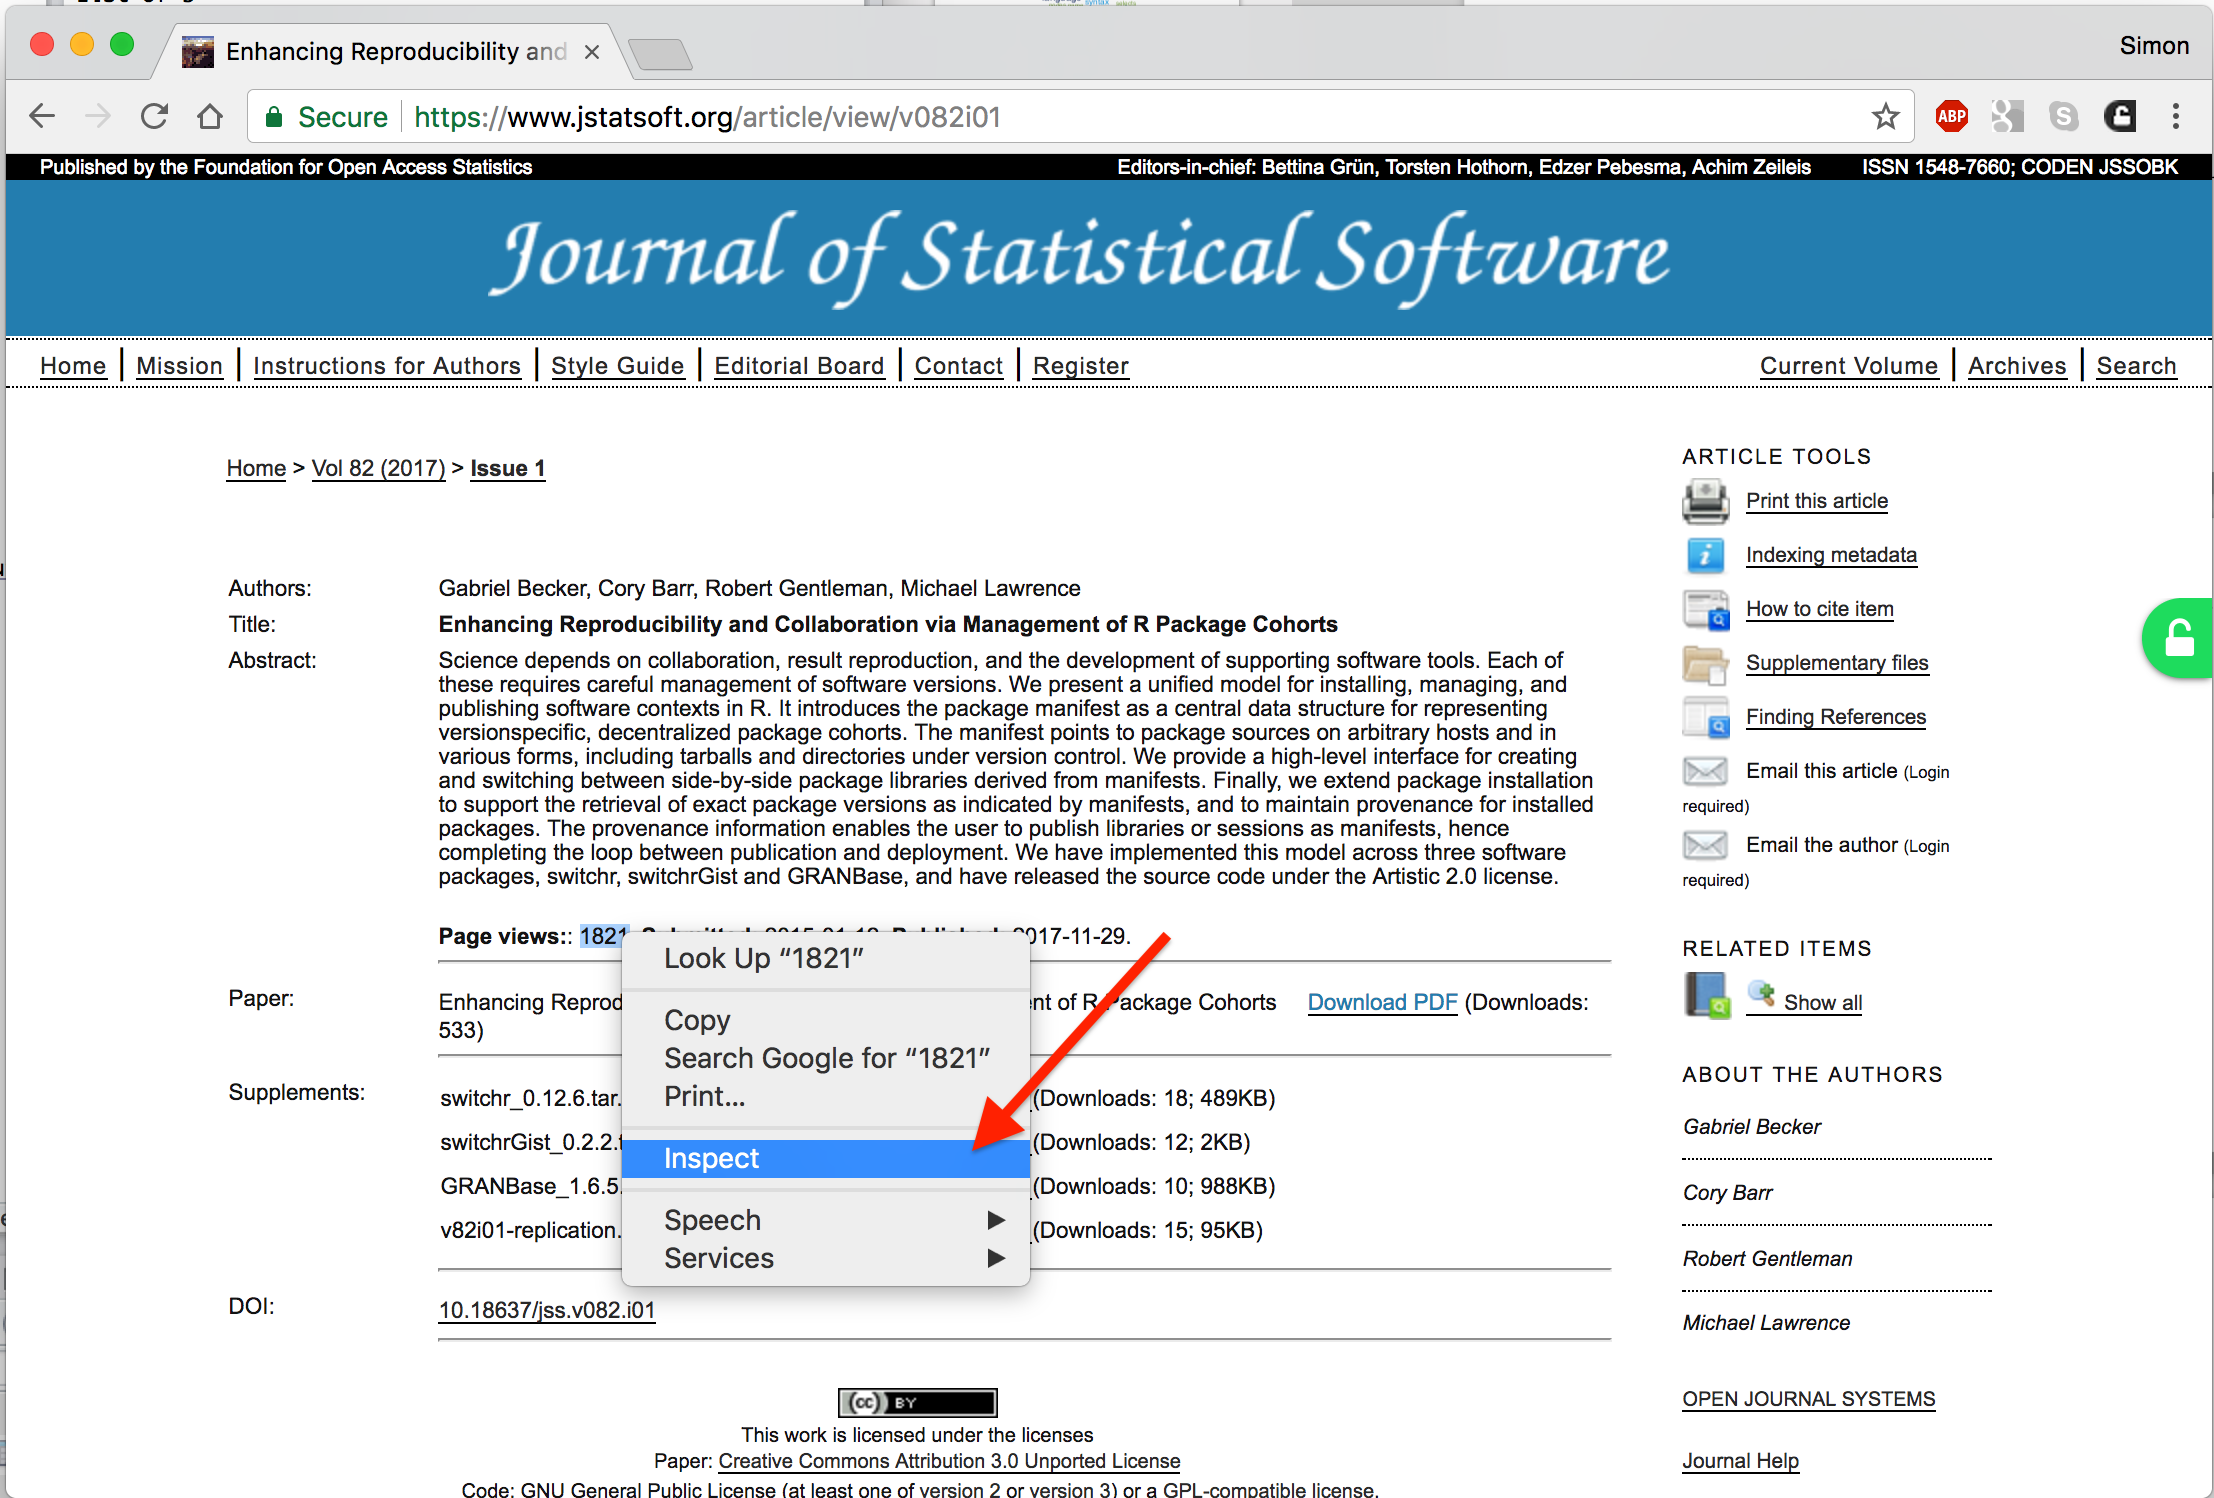 Enhancing Reproducibility and
Simon
Secure https://www.jstatsoft.org/article/view/v082i01
ABP
Published by the Foundation for Open Access Statistics
Editors-in-chief: Bettina Grün, Torsten Hothorn, Edzer Pebesma, Achim Zeileis
ISSN 1548-7660; CODEN JSSOBK
Journal of Statistical Software
Home | Mission | Instructions for Authors | Style Guide | Editorial Board | Contact | Register
Current Volume | Archives | Search
Home > Vol 82 (2017) > Issue 1
Authors: Gabriel Becker, Cory Barr, Robert Gentleman, Michael Lawrence
Title: Enhancing Reproducibility and Collaboration via Management of R Package Cohorts
Abstract: Science depends on collaboration, result reproduction, and the development of supporting software tools. Each of
these requires careful management of software versions. We present a unified model for installing, managing, and
publishing software contexts in R. It introduces the package manifest as a central data structure for representing
versionspecific, decentralized package cohorts. The manifest points to package sources on arbitrary hosts and in
various forms, including tarballs and directories under version control. We provide a high-level interface for creating
and switching between side-by-side package libraries derived from manifests. Finally, we extend package installation
to support the retrieval of exact package versions as indicated by manifests, and to maintain provenance for installed
packages. The provenance information enables the user to publish libraries or sessions as manifests, hence
completing the loop between publication and deployment. We have implemented this model across three software
packages, switchr, switchrGist and GRANBase, and have released the source code under the Artistic 2.0 license.
Page views:: 1821 2017-11-29.
Paper: Enhancing Reprod nt of R Package Cohorts Download PDF (Downloads:
533)
Supplements: switchr_0.12.6.tar. (Downloads: 18; 489KB)
switchrGist_0.2.2.t (Downloads: 12; 2KB)
GRANBase_1.6.5. (Downloads: 10; 988KB)
v82i01-replication. (Downloads: 15; 95KB)
DOI: 10.18637/jss.v082.i01
Look Up “1821”
Copy
Search Google for “1821”
Print...
Inspect
Speech
Services
cc BY
This work is licensed under the licenses
Paper: Creative Commons Attribution 3.0 Unported License
Code: GNU General Public License (at least one of version 2 or version 3) or a GPL-compatible license.
ARTICLE TOOLS
Print this article
Indexing metadata
How to cite item
Supplementary files
Finding References
Email this article (Login
required)
Email the author (Login
required)
RELATED ITEMS
Show all
ABOUT THE AUTHORS
Gabriel Becker
Cory Barr
Robert Gentleman
Michael Lawrence
OPEN JOURNAL SYSTEMS
Journal Help